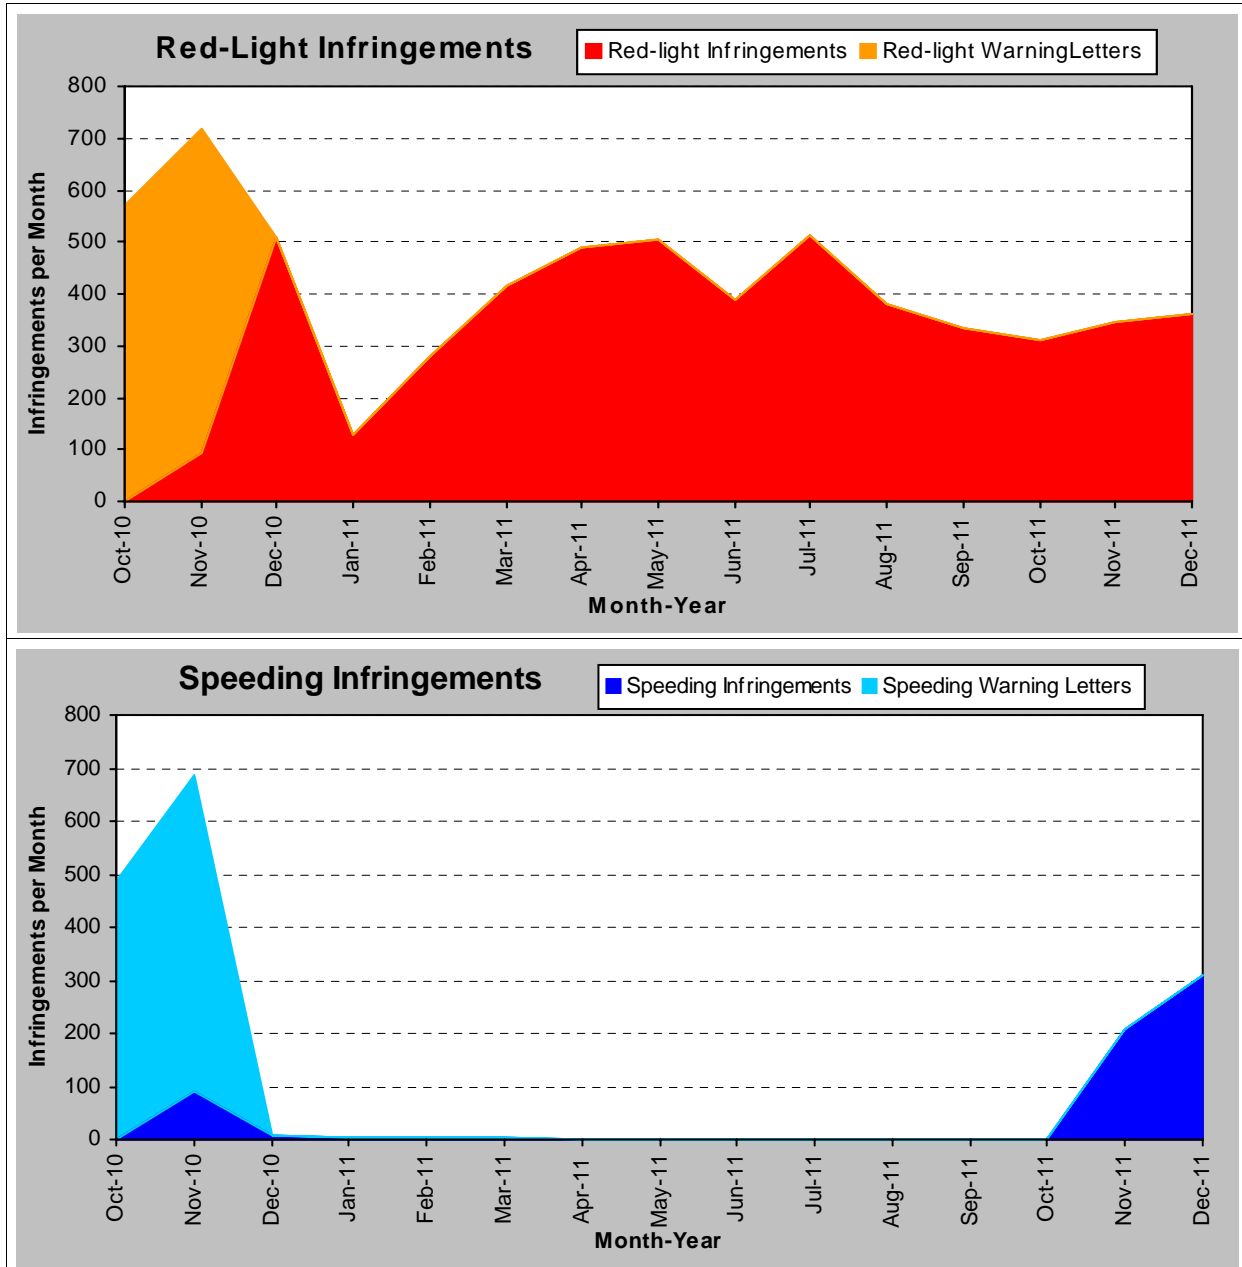 Red-Light Infringements
Red-light Infringements Red-light WarningLetters
800
700
600
500
400
300
200
100
0
Infringements per Month
Oct-10
Nov-10
Dec-10
Jan-11
Feb-11
Mar-11
Apr-11
May-11
Jun-11
Jul-11
Aug-11
Sep-11
Oct-11
Nov-11
Dec-11
Month-Year
Speeding Infringements
Speeding Infringements Speeding Warning Letters
800
700
600
500
400
300
200
100
0
Infringements per Month
Oct-10
Nov-10
Dec-10
Jan-11
Feb-11
Mar-11
Apr-11
May-11
Jun-11
Jul-11
Aug-11
Sep-11
Oct-11
Nov-11
Dec-11
Month-Year